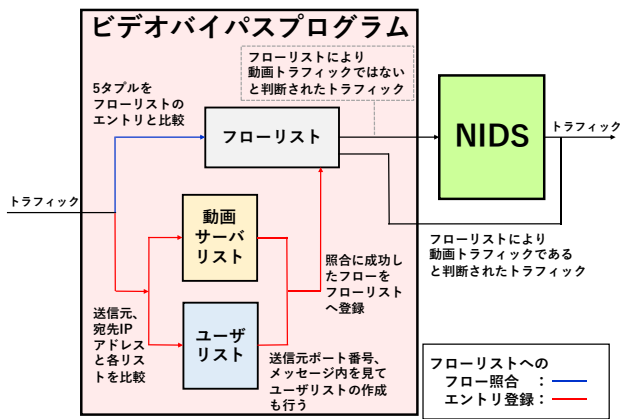 ビデオバイパスプログラム
フローリストにより
動画トラフィックではない
と判断されたトラフィック
5タプルを
フローリストの
エントリと比較
フローリスト
NIDS
トラフィック
トラフィック
動画
サーバ
リスト
照合に成功し
たフローを
フローリスト
へ登録
フローリストにより
動画トラフィックである
と判断されたトラフィック
送信元、
宛先IP
アドレス
と各リス
トを比較
ユーザ
リスト
送信元ポート番号、
メッセージ内を見て
ユーザリストの作成
も行う
フローリストへの
フロー照合 :
エントリ登録: